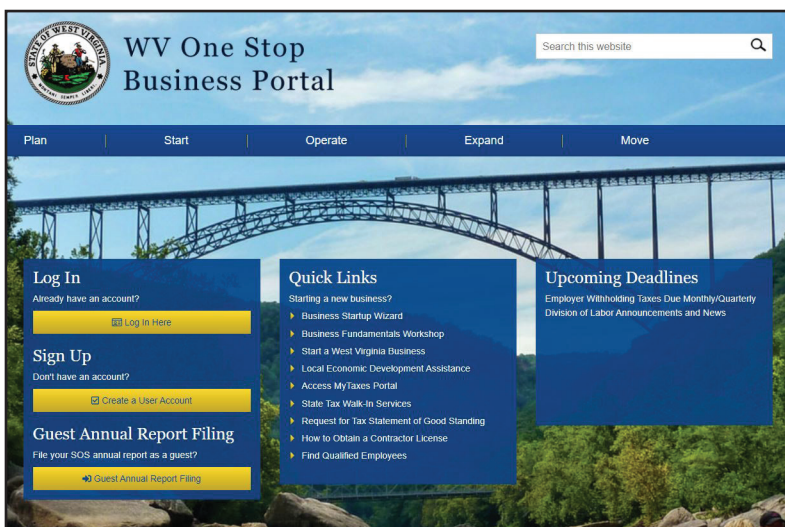 STATE OF WEST VIRGINIA
MONTANI SEMPER LIBERI
WV One Stop
Business Portal
Search this website
Plan
Start
Operate
Expand
Move
Log In
Already have an account?
Log In Here
Sign Up
Don't have an account?
Create a User Account
Guest Annual Report Filing
File your SOS annual report as a guest?
Guest Annual Report Filing
Quick Links
Starting a new business?
Business Startup Wizard
Business Fundamentals Workshop
Start a West Virginia Business
Local Economic Development Assistance
Access MyTaxes Portal
State Tax Walk-In Services
Request for Tax Statement of Good Standing
How to Obtain a Contractor License
Find Qualified Employees
Upcoming Deadlines
Employer Withholding Taxes Due Monthly/Quarterly
Division of Labor Announcements and News